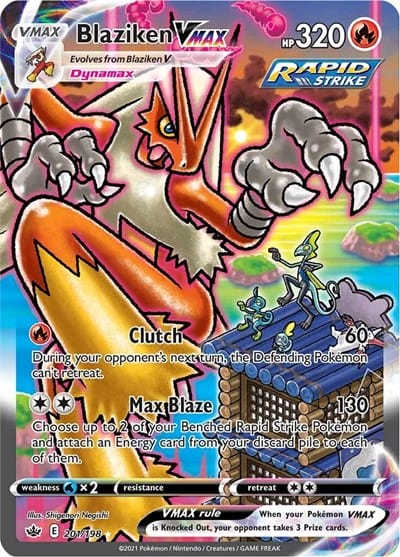 VMAX
Blaziken VMAX
HP 320
Evolves from Blaziken V
Dynamax
RAPID
STRIKE
Clutch 60
During your opponent's next turn, the Defending Pokémon
can't retreat.
Max Blaze 130
Choose up to 2 of your Benched Rapid Strike Pokémon
and attach an Energy card from your discard pile to each
of them.
weakness ×2 resistance retreat
Illus. Shigenori Negishi
E 201/198
VMAX rule When your Pokémon VMAX
is Knocked Out, your opponent takes 3 Prize cards.
©2021 Pokémon / Nintendo / Creatures / GAME FREAK